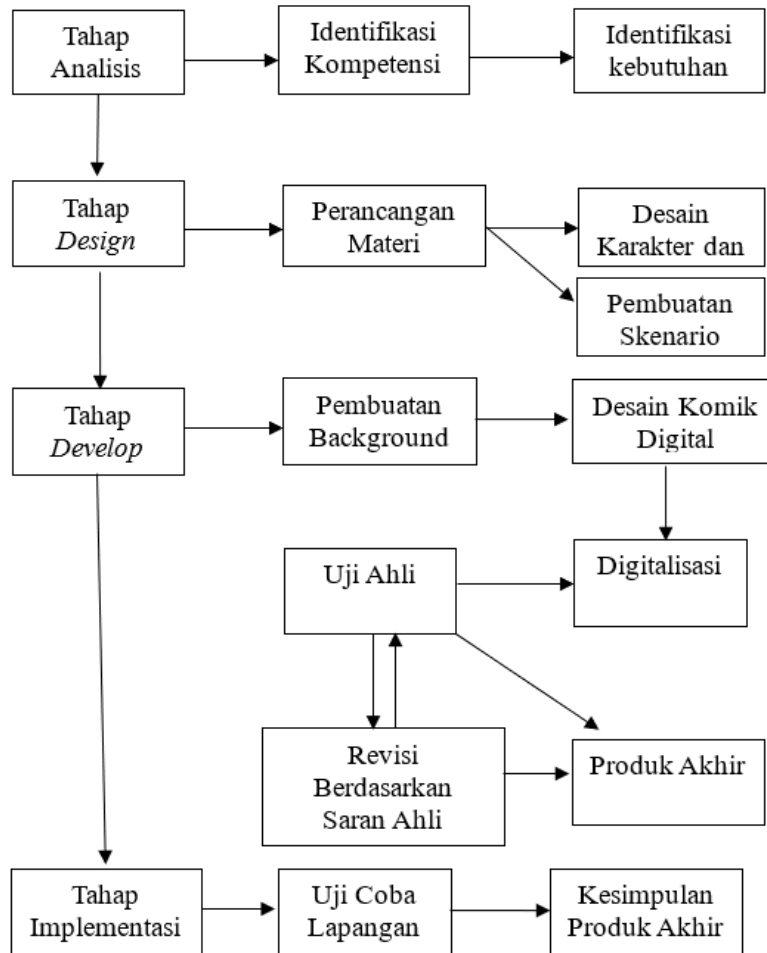 Tahap
Analisis
Identifikasi
Kompetensi
Identifikasi
kebutuhan
Tahap
Design
Perancangan
Materi
Desain
Karakter dan
Pembuatan
Skenario
Tahap
Develop
Pembuatan
Background
Desain Komik
Digital
Uji Ahli
Digitalisasi
Revisi
Berdasarkan
Saran Ahli
Produk Akhir
Tahap
Implementasi
Uji Coba
Lapangan
Kesimpulan
Produk Akhir